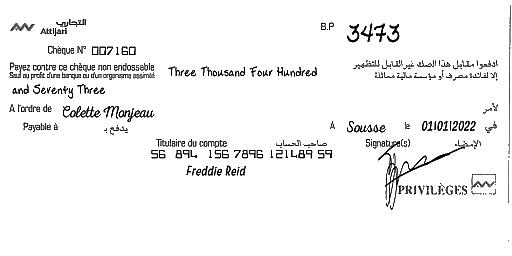 التجاري
Attijari
B.P 3473
Chèque N° 007160
Payez contre ce chèque non endossable
Sauf au profit d'une banque ou d'un organisme assimilé
Three Thousand Four Hundred
ادفعوا مقابل هذا الصك غير القابل للتظهير
إلا لفائدة مصرف أو مؤسسة مالية مماثلة
and Seventy Three
A l'ordre de Colette Monjeau
لأمر
Payable à يدفع بـ
A Sousse le 01/01/2022 في
Titulaire du compte صاحب الحساب
Signature(s) الإمضاء
56 894 156 7896 121489 59
Freddie Reid
PRIVILÈGES